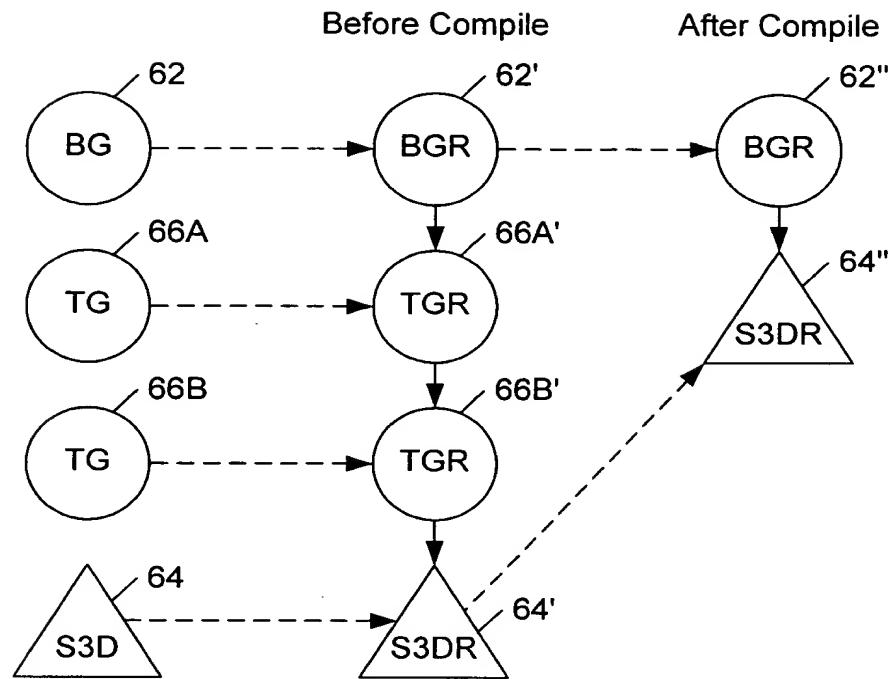 Before Compile After Compile
62 62' 62"
BG BGR BGR
66A 66A' 64"
TG TGR S3DR
66B 66B'
TG TGR
64 64'
S3D S3DR